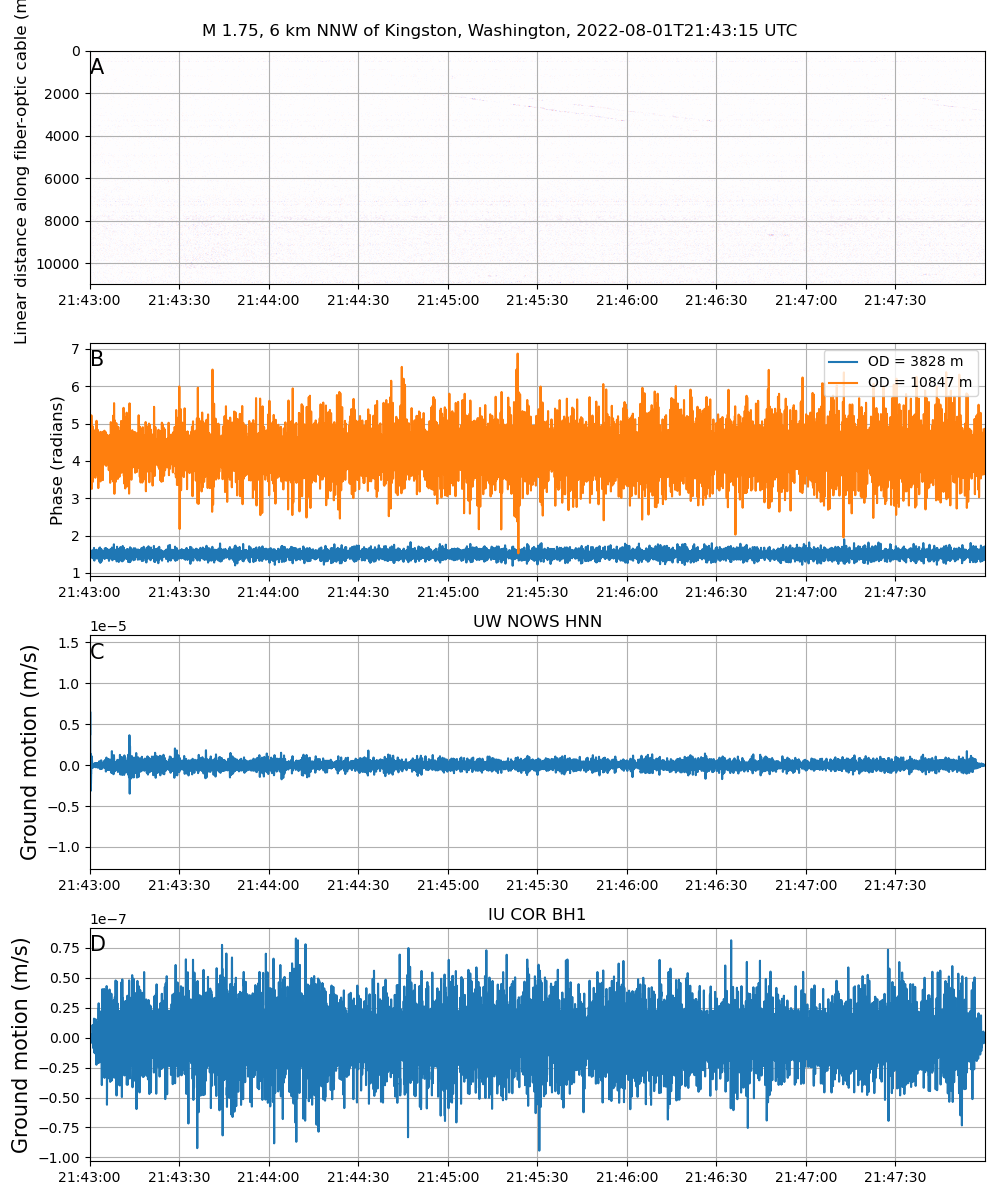 M 1.75, 6 km NNW of Kingston, Washington, 2022-08-01T21:43:15 UTC
Linear distance along fiber-optic cable (m
A
0
2000
4000
6000
8000
10000
21:43:00 21:43:30 21:44:00 21:44:30 21:45:00 21:45:30 21:46:00 21:46:30 21:47:00 21:47:30
Phase (radians)
B
7
6
5
4
3
2
1
OD = 3828 m
OD = 10847 m
21:43:00 21:43:30 21:44:00 21:44:30 21:45:00 21:45:30 21:46:00 21:46:30 21:47:00 21:47:30
UW NOWS HNN
1e−5
Ground motion (m/s)
C
1.5
1.0
0.5
0.0
−0.5
−1.0
21:43:00 21:43:30 21:44:00 21:44:30 21:45:00 21:45:30 21:46:00 21:46:30 21:47:00 21:47:30
IU COR BH1
1e−7
Ground motion (m/s)
D
0.75
0.50
0.25
0.00
−0.25
−0.50
−0.75
−1.00
21:43:00 21:43:30 21:44:00 21:44:30 21:45:00 21:45:30 21:46:00 21:46:30 21:47:00 21:47:30